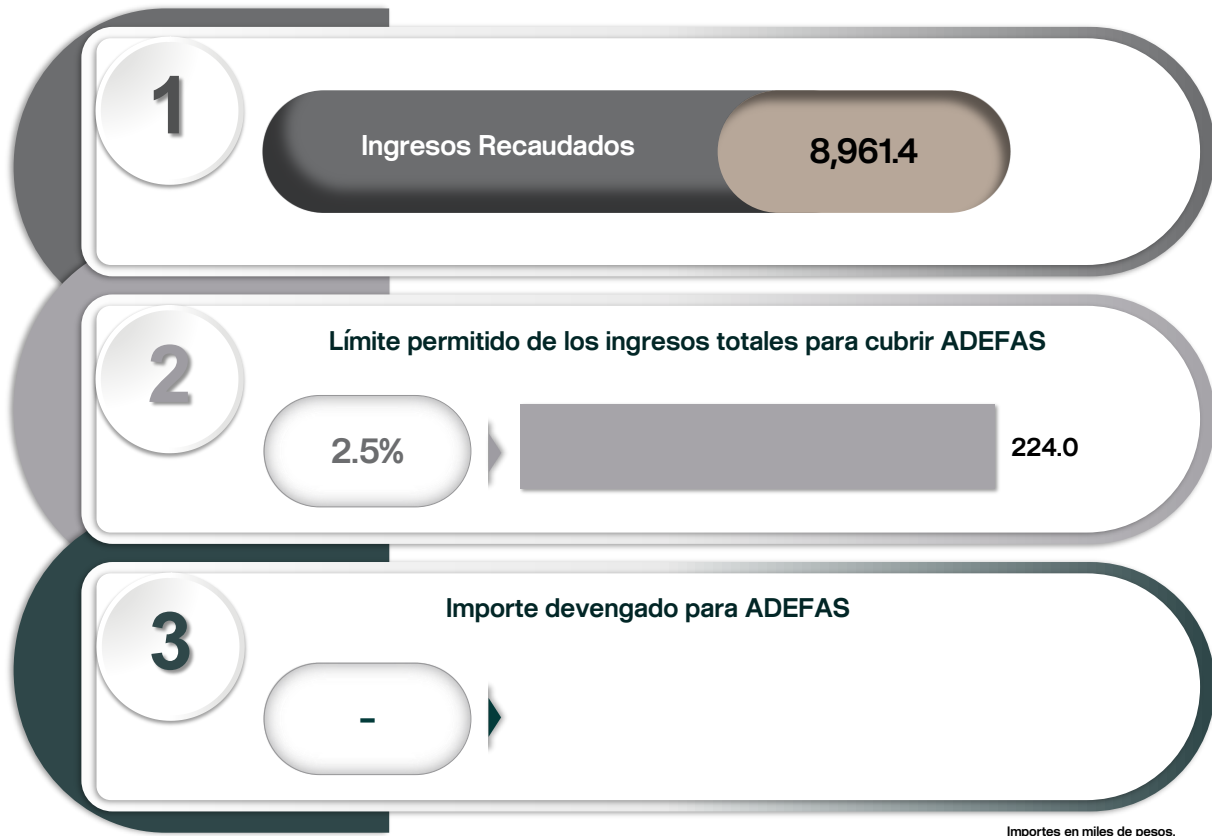 1
Ingresos Recaudados
8,961.4
2
Límite permitido de los ingresos totales para cubrir ADEFAS
2.5%
224.0
3
Importe devengado para ADEFAS
-
Importes en miles de pesos.